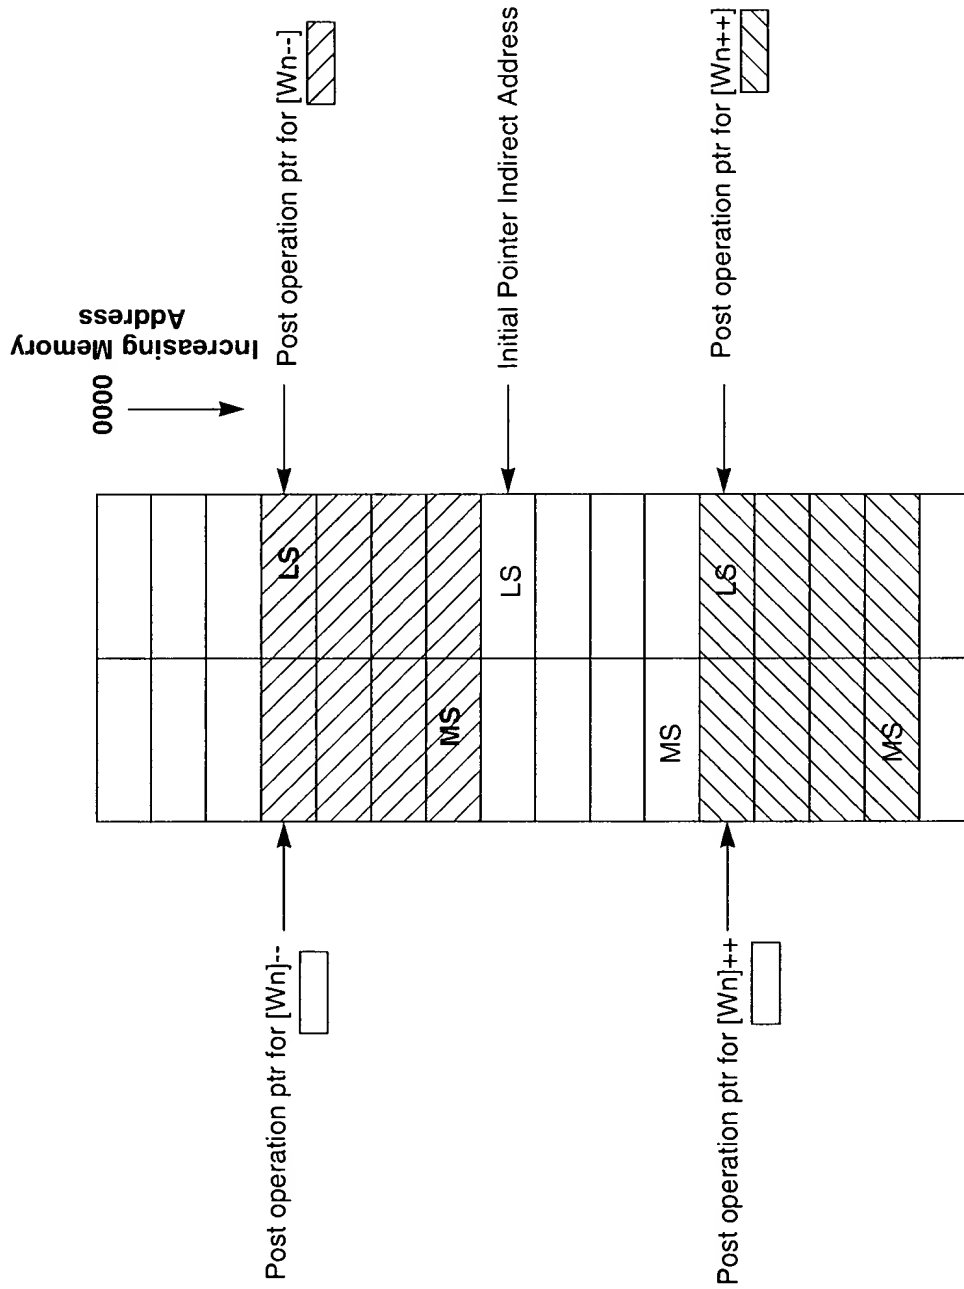 0000
Increasing Memory
Address
Post operation ptr for [Wn--]
Post operation ptr for [Wn]--
LS
MS
Initial Pointer Indirect Address
LS
MS
Post operation ptr for [Wn++]
Post operation ptr for [Wn]++
LS
MS